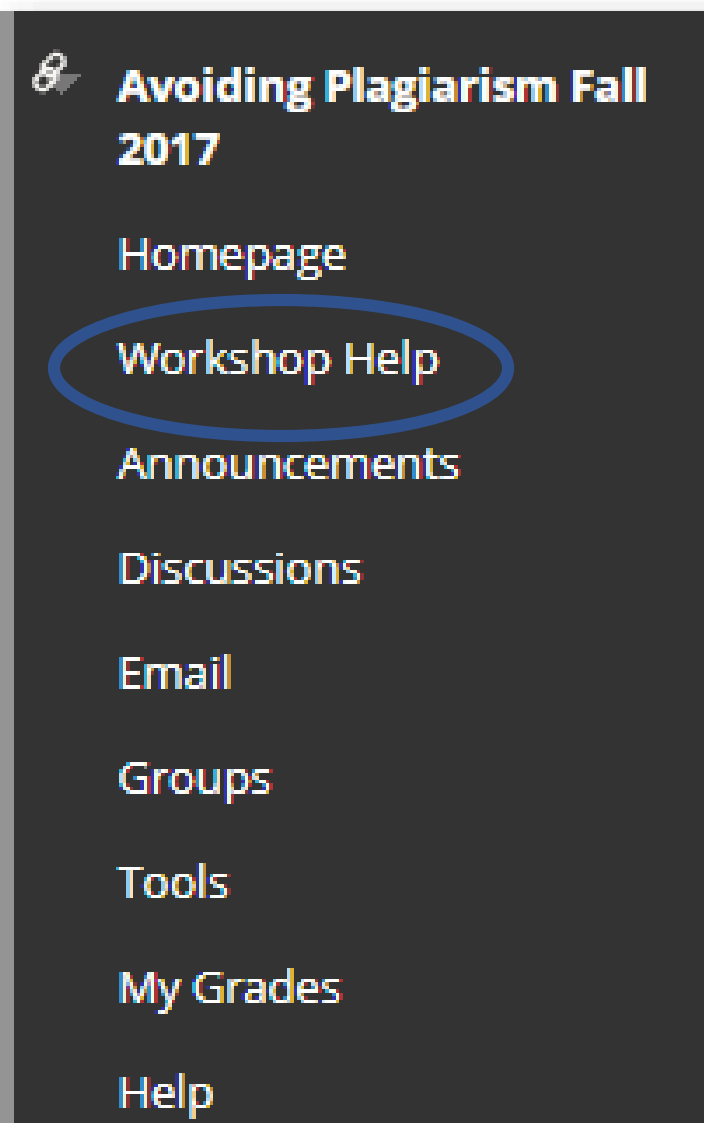 Avoiding Plagiarism Fall
2017
Homepage
Workshop Help
Announcements
Discussions
Email
Groups
Tools
My Grades
Help